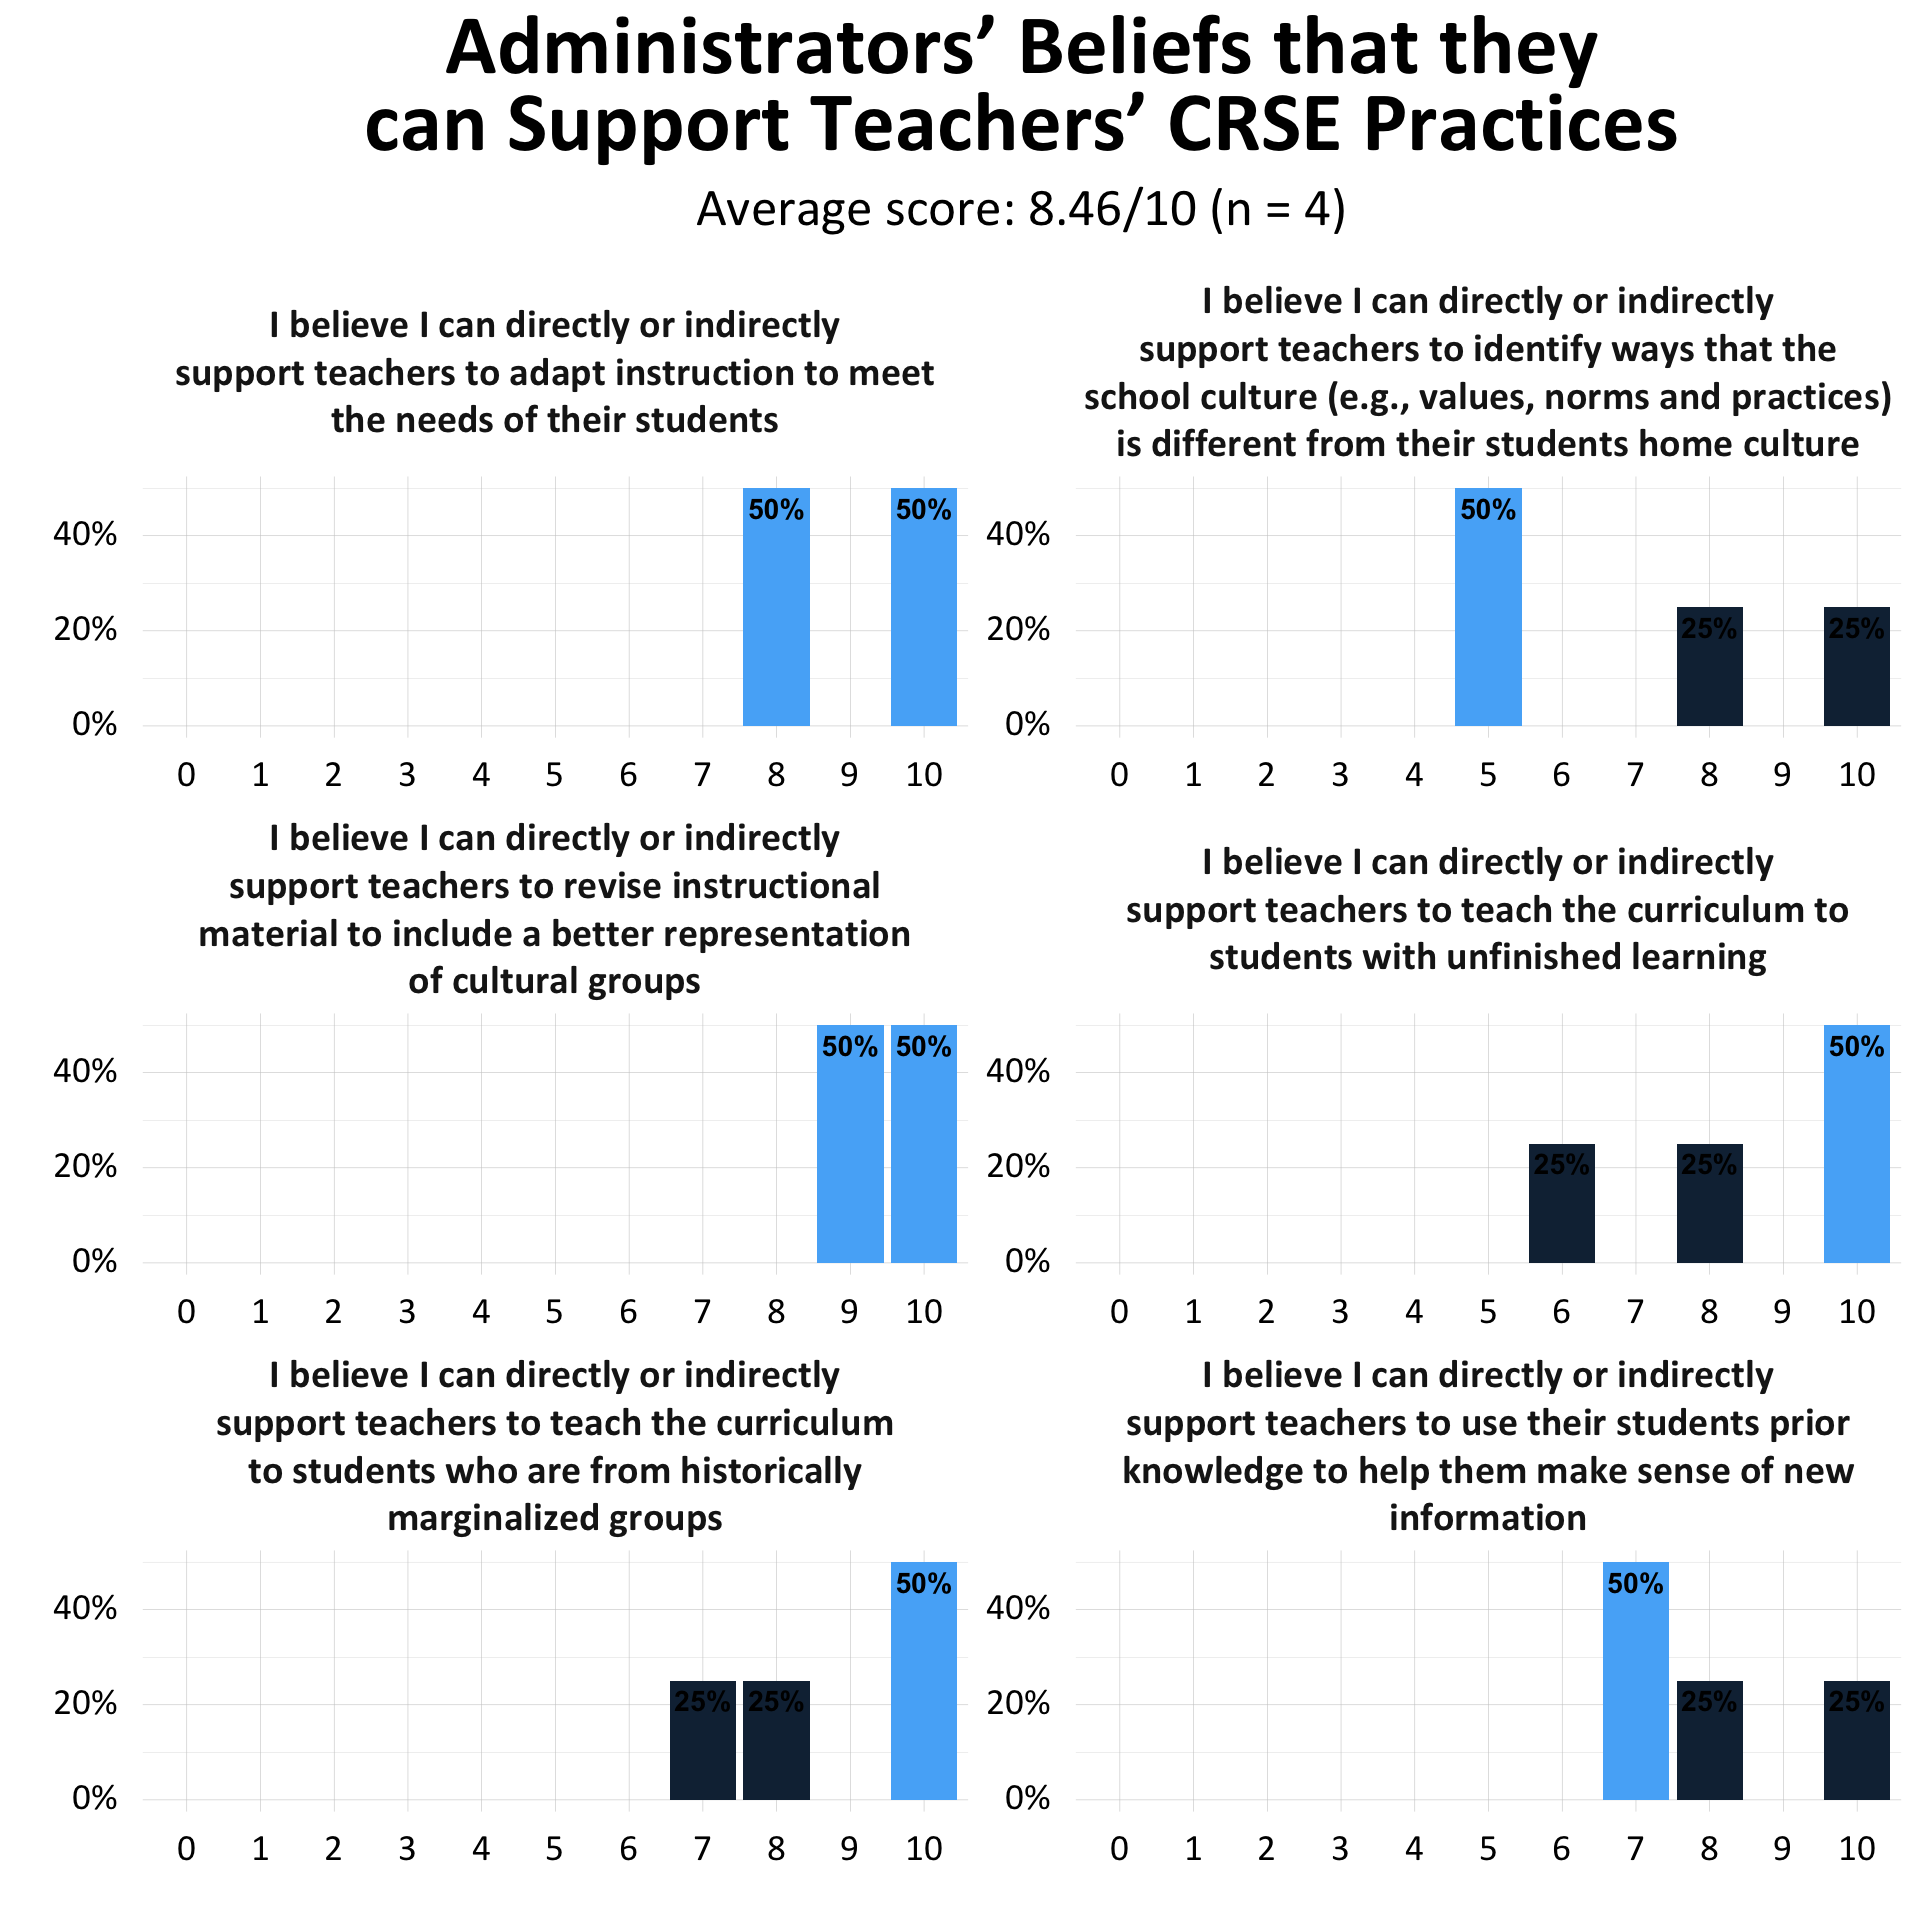 Administrators’ Beliefs that they
can Support Teachers’ CRSE Practices
Average score: 8.46/10 (n = 4)
I believe I can directly or indirectly
support teachers to adapt instruction to meet
the needs of their students
50%
50%
40%
20%
0%
0 1 2 3 4 5 6 7 8 9 10
I believe I can directly or indirectly
support teachers to identify ways that the
school culture (e.g., values, norms and practices)
is different from their students home culture
50%
25%
25%
40%
20%
0%
0 1 2 3 4 5 6 7 8 9 10
I believe I can directly or indirectly
support teachers to revise instructional
material to include a better representation
of cultural groups
50%
50%
40%
20%
0%
0 1 2 3 4 5 6 7 8 9 10
I believe I can directly or indirectly
support teachers to teach the curriculum to
students with unfinished learning
25%
25%
50%
40%
20%
0%
0 1 2 3 4 5 6 7 8 9 10
I believe I can directly or indirectly
support teachers to teach the curriculum
to students who are from historically
marginalized groups
25%
25%
50%
40%
20%
0%
0 1 2 3 4 5 6 7 8 9 10
I believe I can directly or indirectly
support teachers to use their students prior
knowledge to help them make sense of new
information
50%
25%
25%
40%
20%
0%
0 1 2 3 4 5 6 7 8 9 10